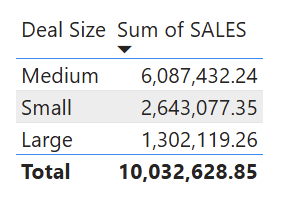 Deal Size Sum of SALES
Medium 6,087,432.24
Small 2,643,077.35
Large 1,302,119.26
Total 10,032,628.85